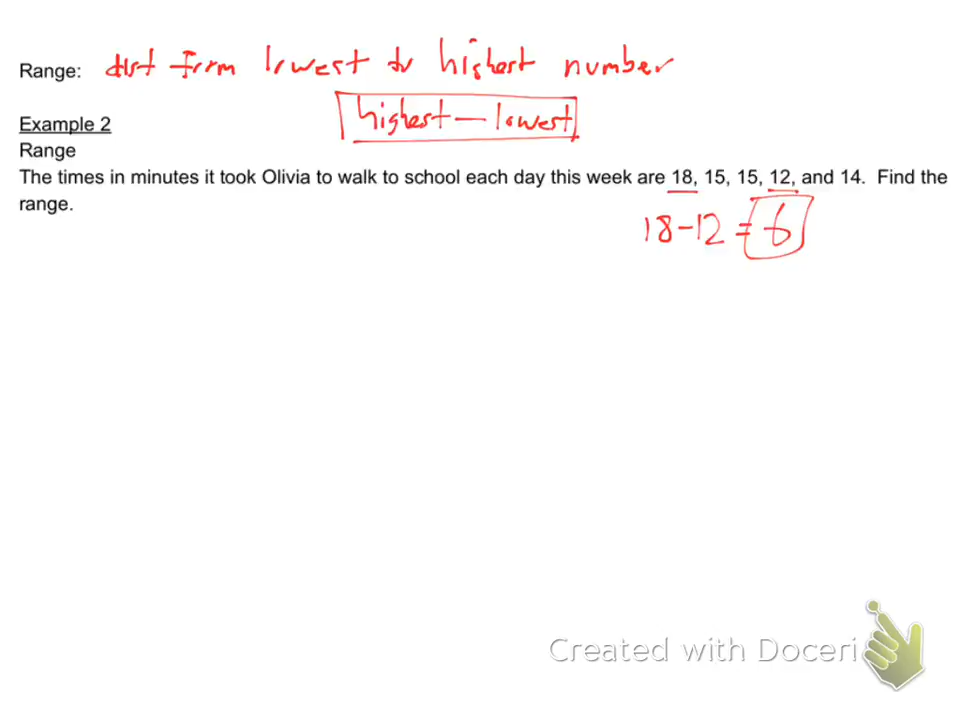 Range: dist from lowest to highest number
highest — lowest
Example 2
Range
The times in minutes it took Olivia to walk to school each day this week are 18, 15, 15, 12, and 14. Find the
range.
18-12 = 6
Created with Doceri